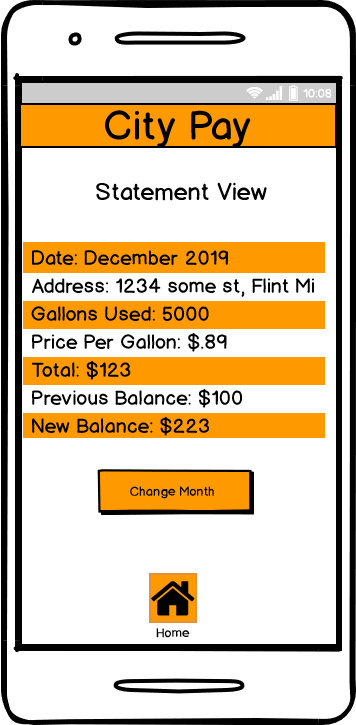 10:08
City Pay
Statement View
Date: December 2019
Address: 1234 some st, Flint Mi
Gallons Used: 5000
Price Per Gallon: $.89
Total: $123
Previous Balance: $100
New Balance: $223
Change Month
Home